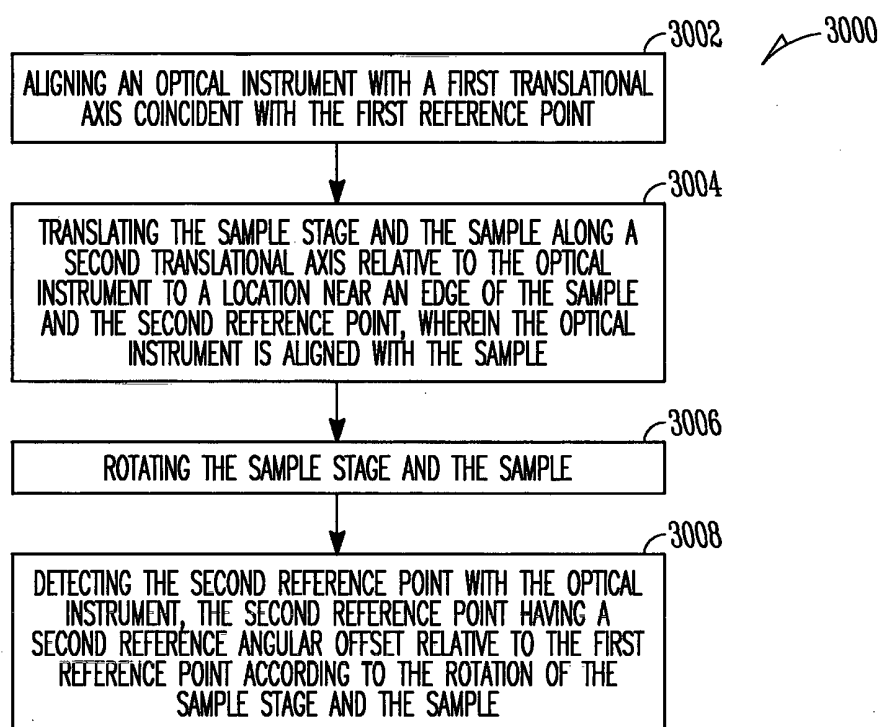 3002
3000
ALIGNING AN OPTICAL INSTRUMENT WITH A FIRST TRANSLATIONAL
AXIS COINCIDENT WITH THE FIRST REFERENCE POINT
3004
TRANSLATING THE SAMPLE STAGE AND THE SAMPLE ALONG A
SECOND TRANSLATIONAL AXIS RELATIVE TO THE OPTICAL
INSTRUMENT TO A LOCATION NEAR AN EDGE OF THE SAMPLE
AND THE SECOND REFERENCE POINT, WHEREIN THE OPTICAL
INSTRUMENT IS ALIGNED WITH THE SAMPLE
3006
ROTATING THE SAMPLE STAGE AND THE SAMPLE
3008
DETECTING THE SECOND REFERENCE POINT WITH THE OPTICAL
INSTRUMENT, THE SECOND REFERENCE POINT HAVING A
SECOND REFERENCE ANGULAR OFFSET RELATIVE TO THE FIRST
REFERENCE POINT ACCORDING TO THE ROTATION OF THE
SAMPLE STAGE AND THE SAMPLE